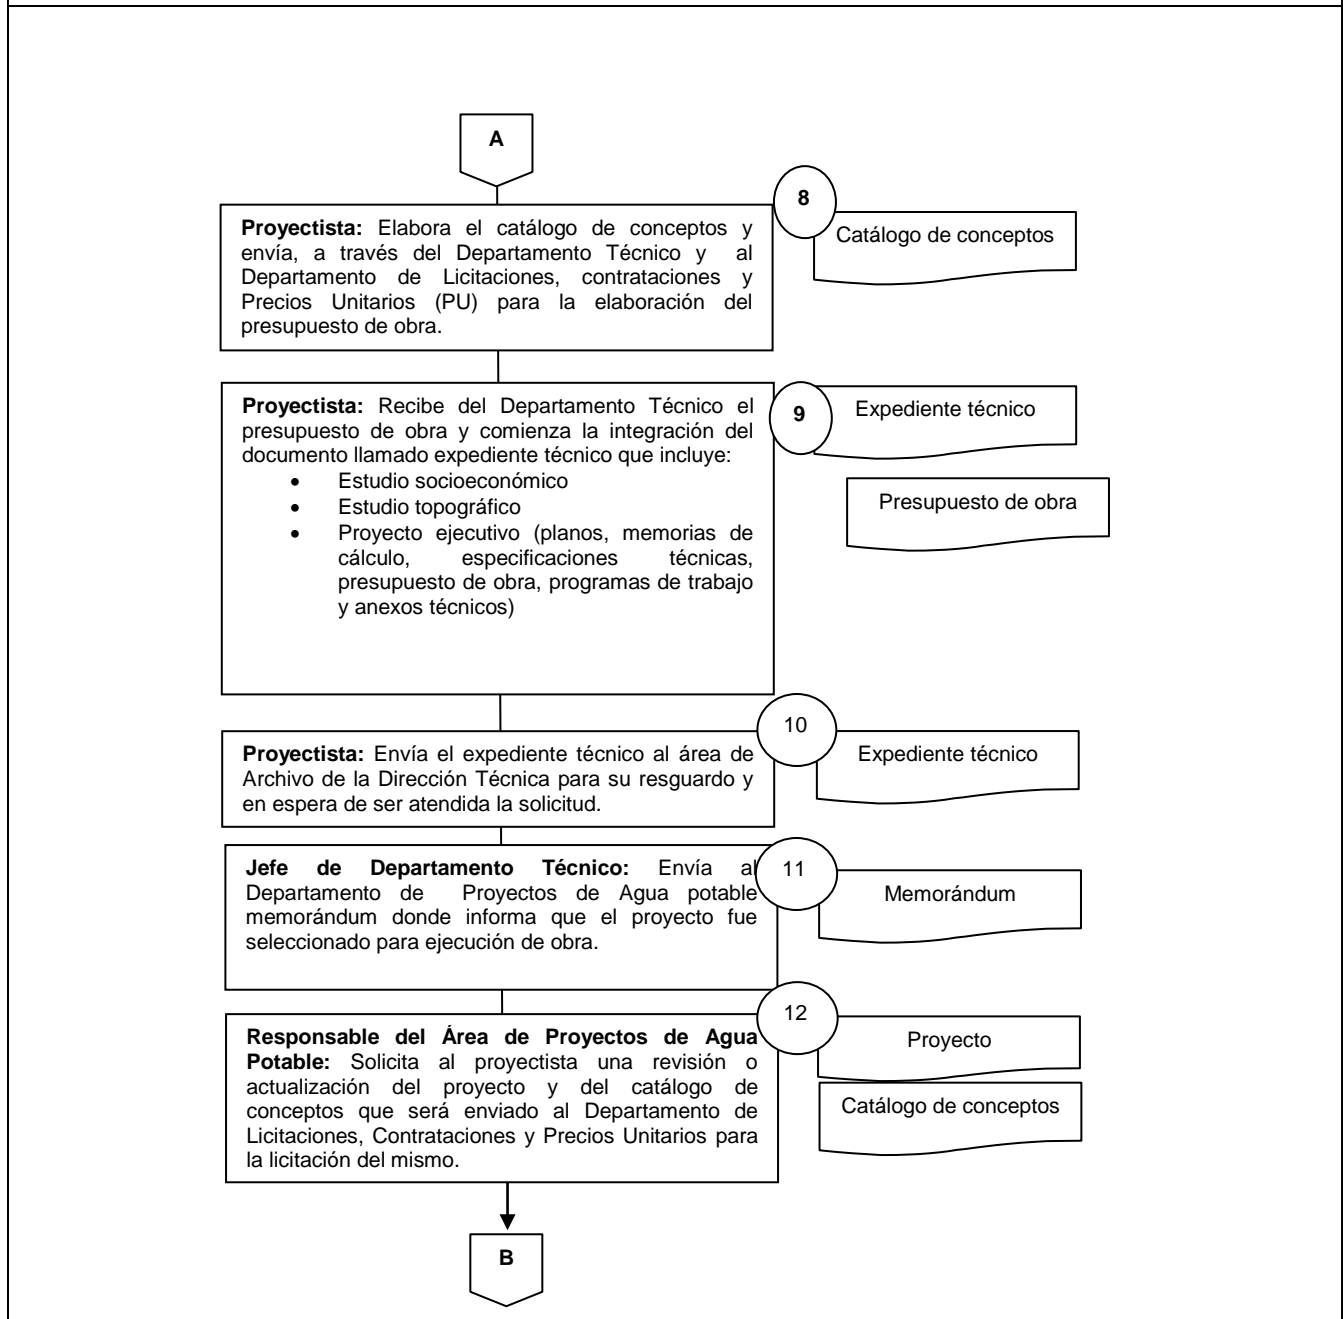 A
8
Proyectista: Elabora el catálogo de conceptos y
envía, a través del Departamento Técnico y al
Departamento de Licitaciones, contrataciones y
Precios Unitarios (PU) para la elaboración del
presupuesto de obra.
Catálogo de conceptos
9
Proyectista: Recibe del Departamento Técnico el
presupuesto de obra y comienza la integración del
documento llamado expediente técnico que incluye:
• Estudio socioeconómico
• Estudio topográfico
• Proyecto ejecutivo (planos, memorias de
cálculo, especificaciones técnicas,
presupuesto de obra, programas de trabajo
y anexos técnicos)
Expediente técnico
Presupuesto de obra
10
Proyectista: Envía el expediente técnico al área de
Archivo de la Dirección Técnica para su resguardo y
en espera de ser atendida la solicitud.
Expediente técnico
11
Jefe de Departamento Técnico: Envía al
Departamento de Proyectos de Agua potable
memorándum donde informa que el proyecto fue
seleccionado para ejecución de obra.
Memorándum
12
Responsable del Área de Proyectos de Agua
Potable: Solicita al proyectista una revisión o
actualización del proyecto y del catálogo de
conceptos que será enviado al Departamento de
Licitaciones, Contrataciones y Precios Unitarios para
la licitación del mismo.
Proyecto
Catálogo de conceptos
B